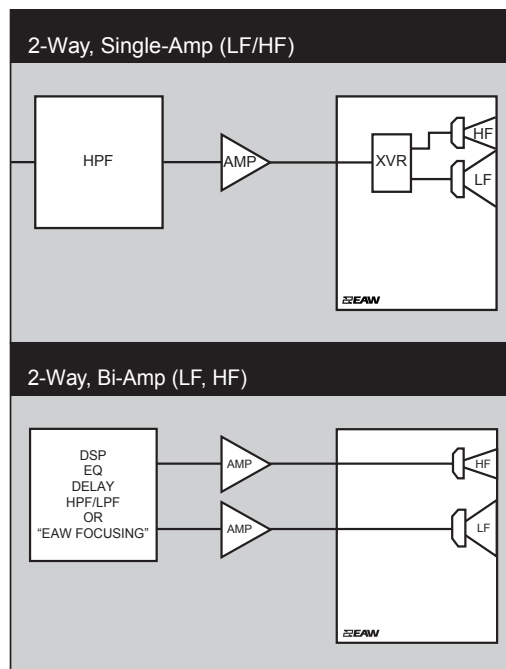 2-Way, Single-Amp (LF/HF)
HPF
AMP
XVR
HF
LF
EAW
2-Way, Bi-Amp (LF, HF)
DSP
EQ
DELAY
HPF/LPF
OR
“EAW FOCUSING”
AMP
AMP
HF
LF
EAW